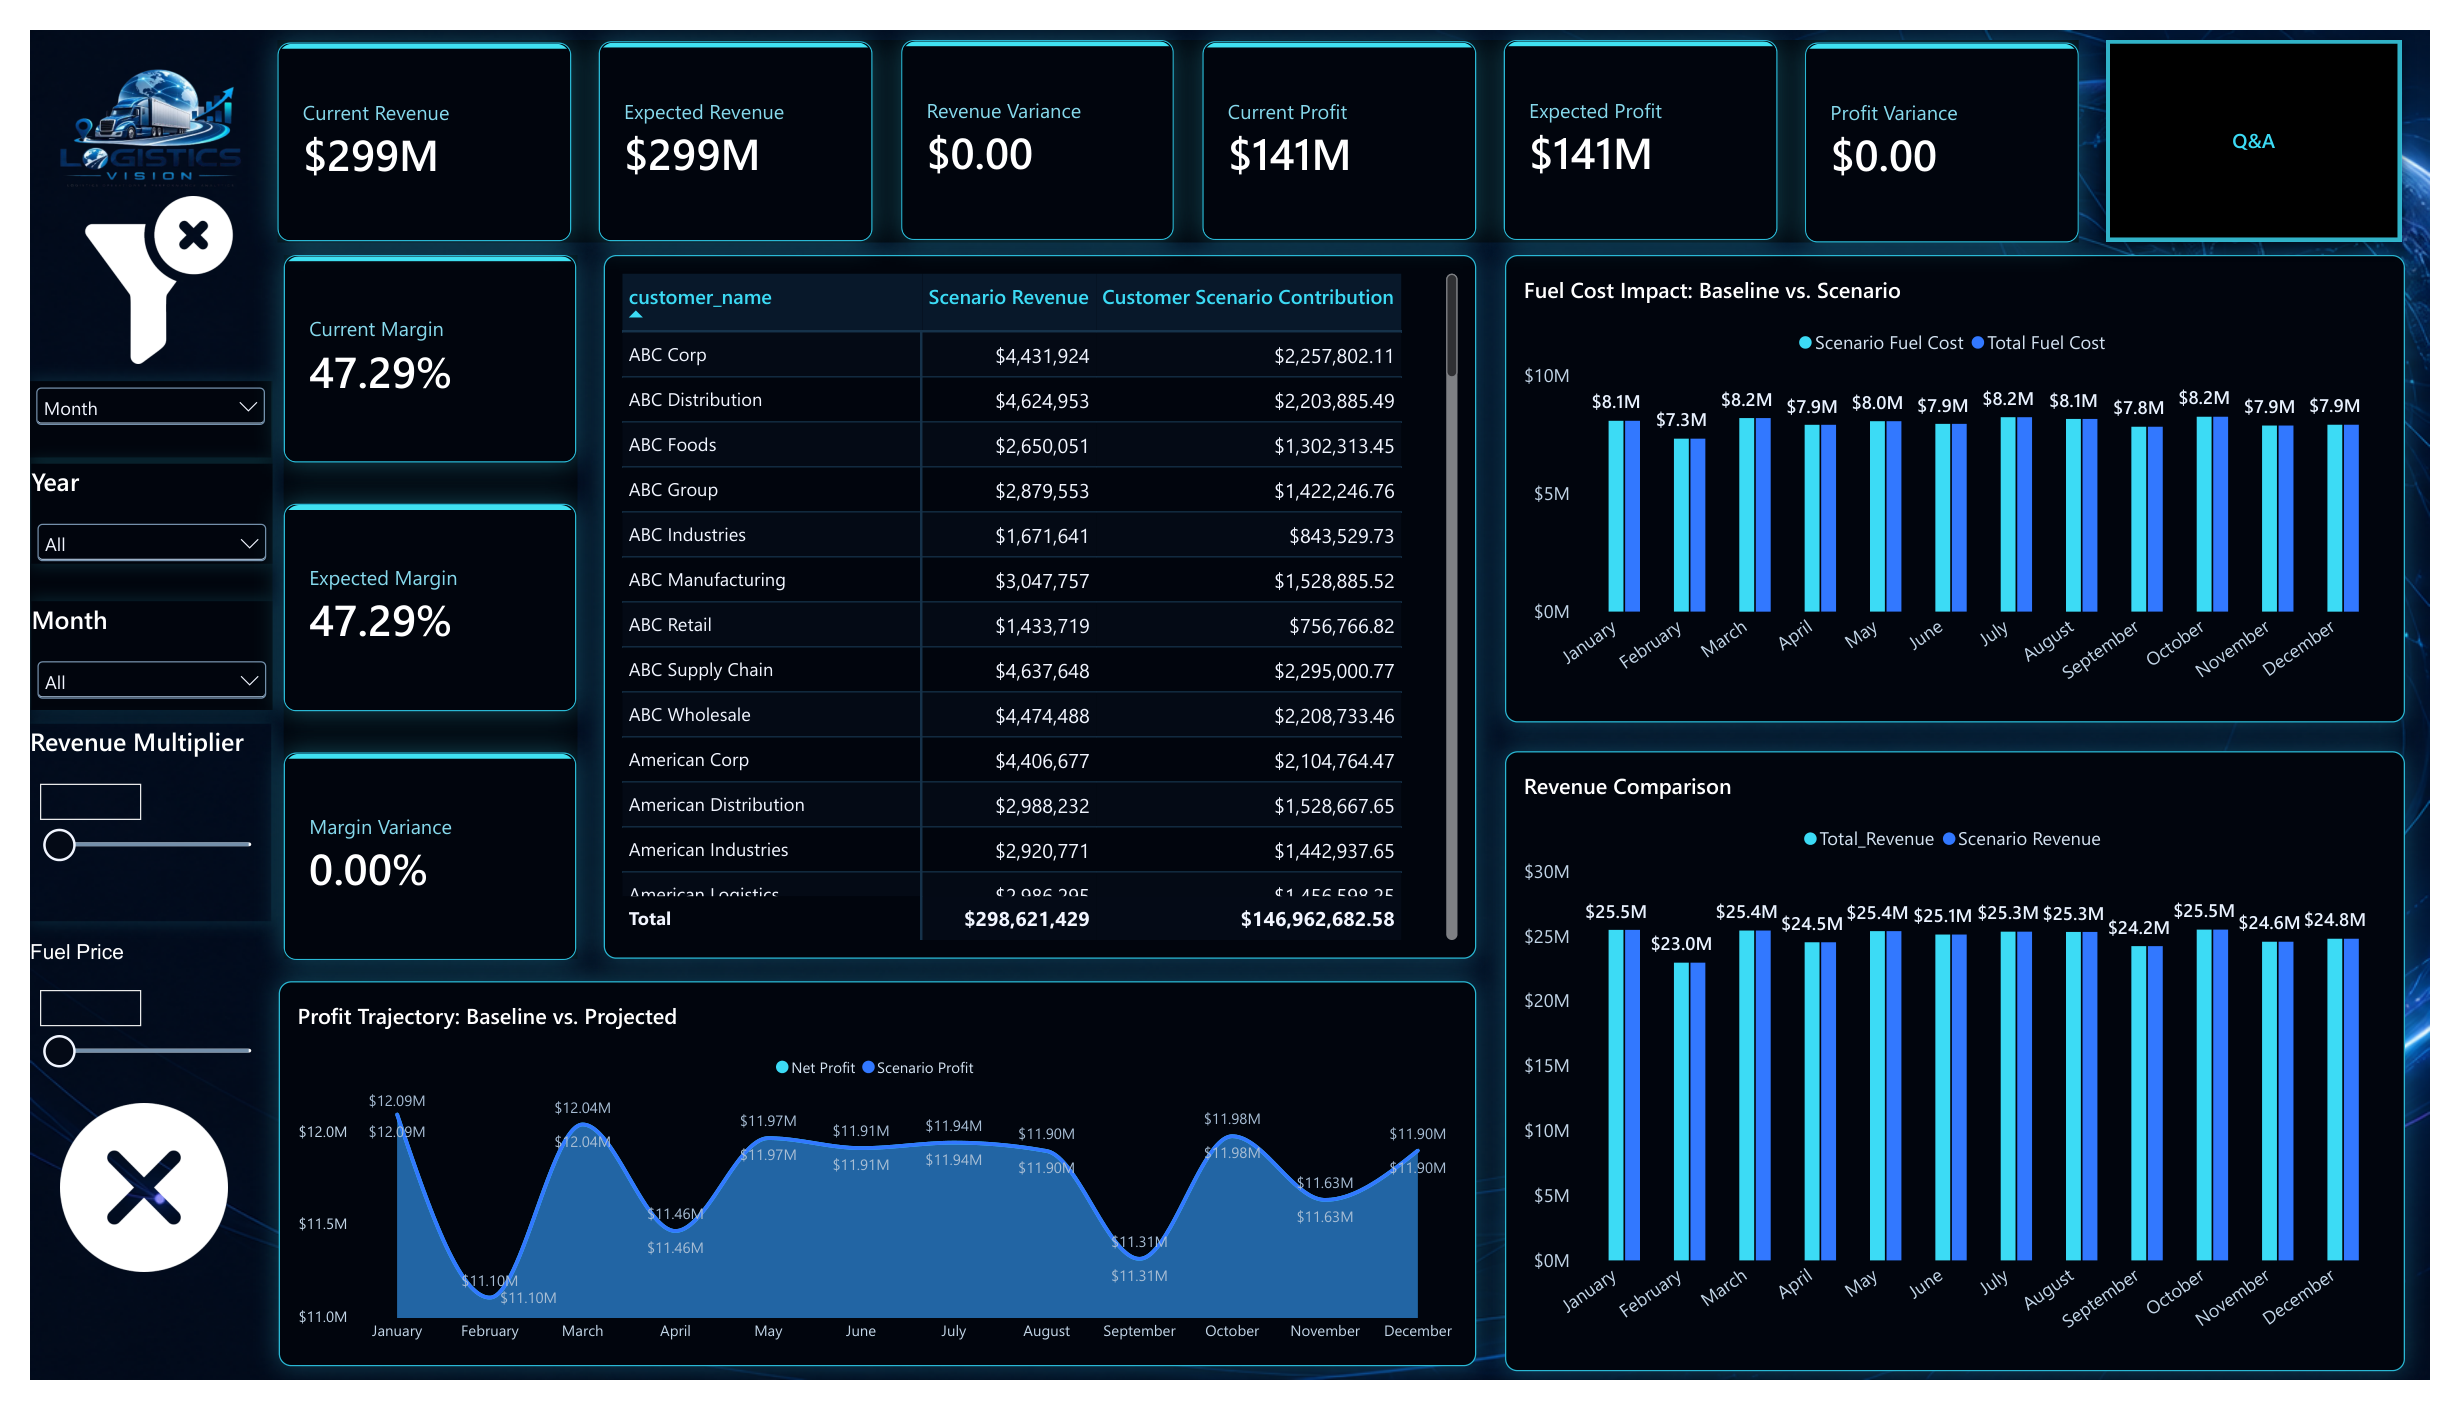 LOGISTICS
VISION
Current Revenue
$299M
Expected Revenue
$299M
Revenue Variance
$0.00
Current Profit
$141M
Expected Profit
$141M
Profit Variance
$0.00
Q&A
Month
Year
All
Month
All
Revenue Multiplier
Fuel Price
Current Margin
47.29%
Expected Margin
47.29%
Margin Variance
0.00%
customer_name Scenario Revenue Customer Scenario Contribution
ABC Corp $4,431,924 $2,257,802.11
ABC Distribution $4,624,953 $2,203,885.49
ABC Foods $2,650,051 $1,302,313.45
ABC Group $2,879,553 $1,422,246.76
ABC Industries $1,671,641 $843,529.73
ABC Manufacturing $3,047,757 $1,528,885.52
ABC Retail $1,433,719 $756,766.82
ABC Supply Chain $4,637,648 $2,295,000.77
ABC Wholesale $4,474,488 $2,208,733.46
American Corp $4,406,677 $2,104,764.47
American Distribution $2,988,232 $1,528,667.65
American Industries $2,920,771 $1,442,937.65
American Logistics $2,986,295 $1,456,598.25
Total $298,621,429 $146,962,682.58
Fuel Cost Impact: Baseline vs. Scenario
Scenario Fuel Cost Total Fuel Cost
$10M
$5M
$0M
$8.1M $7.3M $8.2M $7.9M $8.0M $7.9M $8.2M $8.1M $7.8M $8.2M $7.9M $7.9M
January February March April May June July August September October November December
Revenue Comparison
Total_Revenue Scenario Revenue
$30M
$25M
$20M
$15M
$10M
$5M
$0M
$25.5M $23.0M $25.4M $24.5M $25.4M $25.1M $25.3M $25.3M $24.2M $25.5M $24.6M $24.8M
January February March April May June July August September October November December
Profit Trajectory: Baseline vs. Projected
Net Profit Scenario Profit
$12.0M
$11.5M
$11.0M
$12.09M $11.10M $12.04M $11.46M $11.97M $11.91M $11.94M $11.90M $11.31M $11.98M $11.63M $11.90M
$12.09M $11.10M $12.04M $11.46M $11.97M $11.91M $11.94M $11.90M $11.31M $11.98M $11.63M $11.90M
January February March April May June July August September October November December